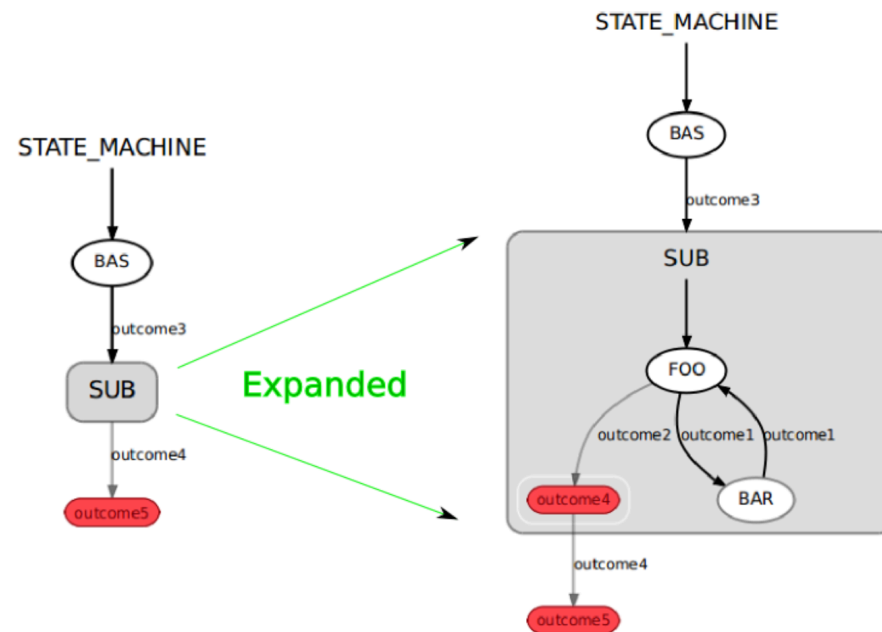 STATE_MACHINE
BAS
outcome3
SUB
outcome4
outcome5
Expanded
STATE_MACHINE
BAS
outcome3
SUB
FOO
outcome2
outcome1
outcome1
outcome4
BAR
outcome4
outcome5